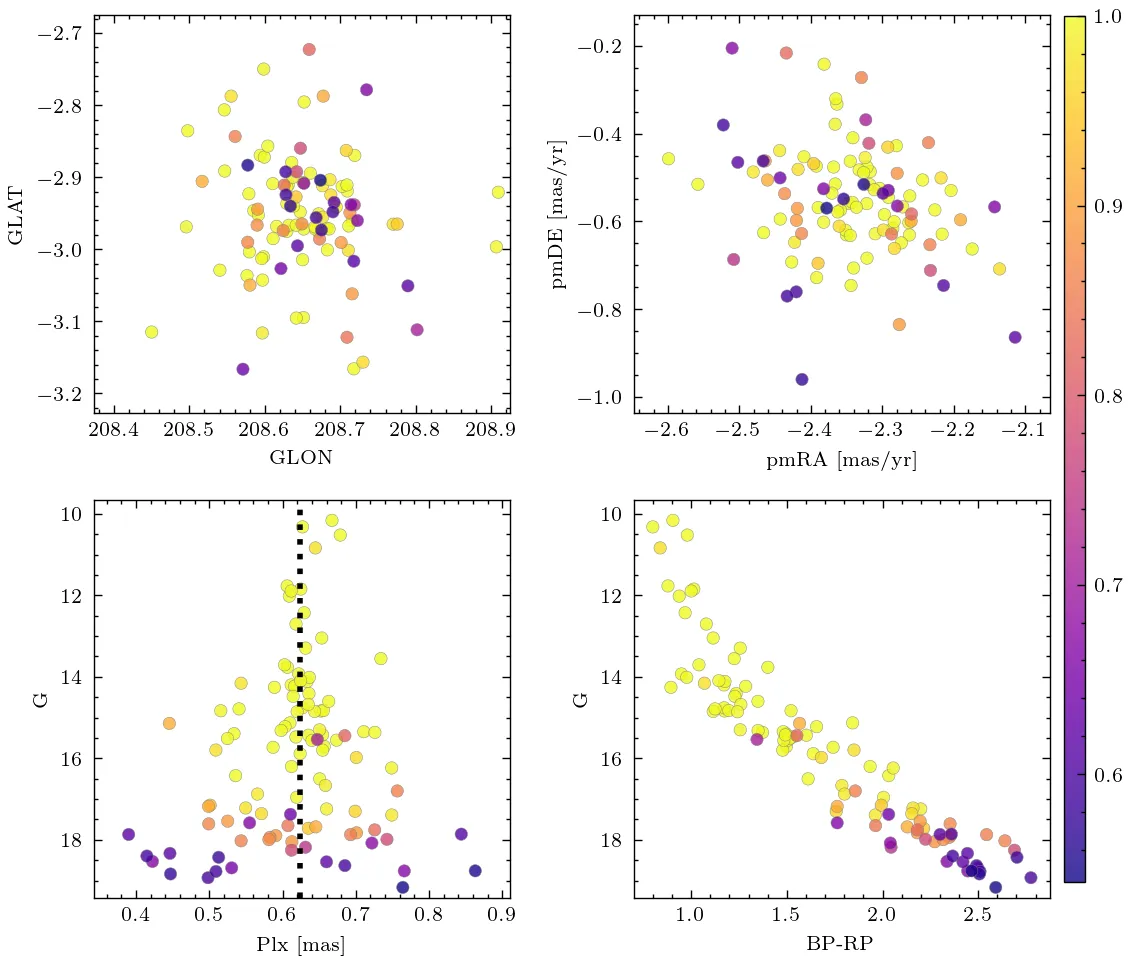 −2.7
−2.8
−2.9
−3.0
−3.1
−3.2
GLAT
208.4 208.5 208.6 208.7 208.8 208.9
GLON
−0.2
−0.4
−0.6
−0.8
−1.0
pmDE [mas/yr]
−2.6 −2.5 −2.4 −2.3 −2.2 −2.1
pmRA [mas/yr]
1.0
0.9
0.8
0.7
0.6
10
12
14
16
18
G
0.4 0.5 0.6 0.7 0.8 0.9
Plx [mas]
10
12
14
16
18
G
1.0 1.5 2.0 2.5
BP-RP